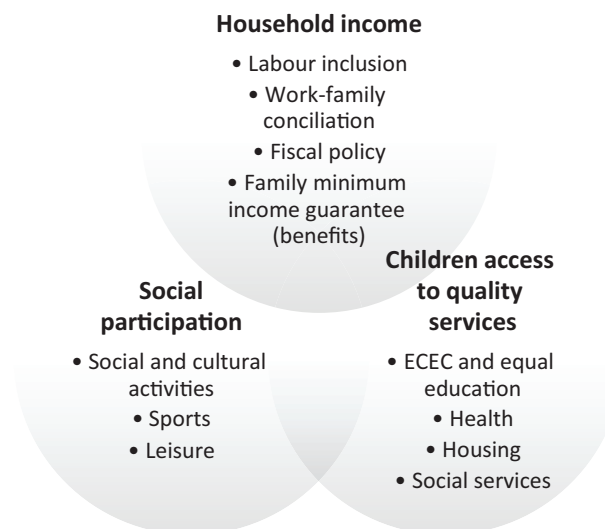 Household income
• Labour inclusion
• Work-family
conciliation
• Fiscal policy
• Family minimum
income guarantee
(benefits)
Social
participation
• Social and cultural
activities
• Sports
• Leisure
Children access
to quality
services
• ECEC and equal
education
• Health
• Housing
• Social services